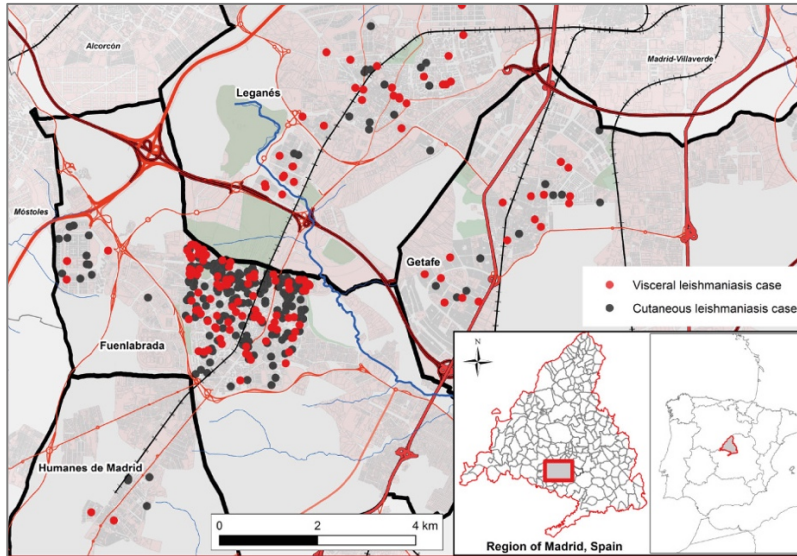 Alcorcón
Madrid-Villaverde
Leganés
Móstoles
Getafe
Visceral leishmaniasis case
Cutaneous leishmaniasis case
Fuenlabrada
N
Humanes de Madrid
0 2 4 km
Region of Madrid, Spain